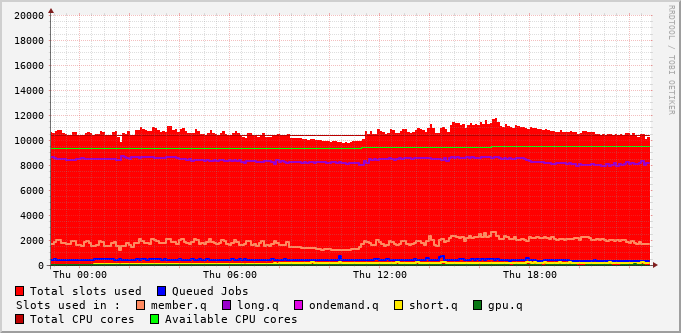 20000
18000
16000
14000
12000
10000
8000
6000
4000
2000
0
Thu 00:00 Thu 06:00 Thu 12:00 Thu 18:00
RRDTOOL / TOBI OETIKER
Total slots used Queued Jobs
Slots used in : member.q long.q ondemand.q short.q gpu.q
Total CPU cores Available CPU cores